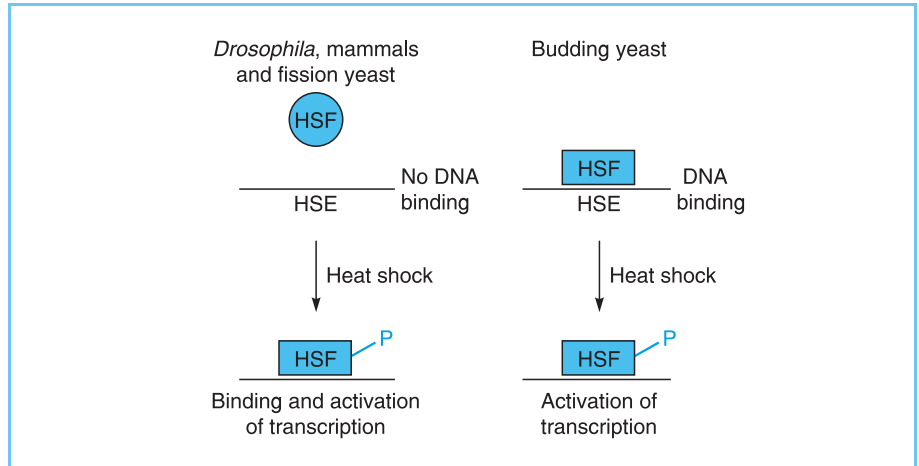 Drosophila, mammals
and fission yeast
HSF
No DNA
binding
HSE
Heat shock
HSF
P
Binding and activation
of transcription
Budding yeast
HSF
DNA
binding
HSE
Heat shock
HSF
P
Activation of
transcription